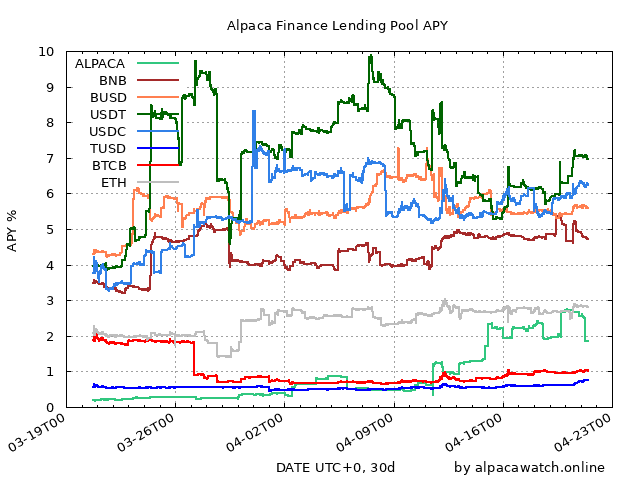 Alpaca Finance Lending Pool APY
10
9
8
7
6
5
4
3
2
1
0
APY %
ALPACA
BNB
BUSD
USDT
USDC
TUSD
BTCB
ETH
03-19T00
03-26T00
04-02T00
04-09T00
04-16T00
04-23T00
DATE UTC+0, 30d
by alpacawatch.online